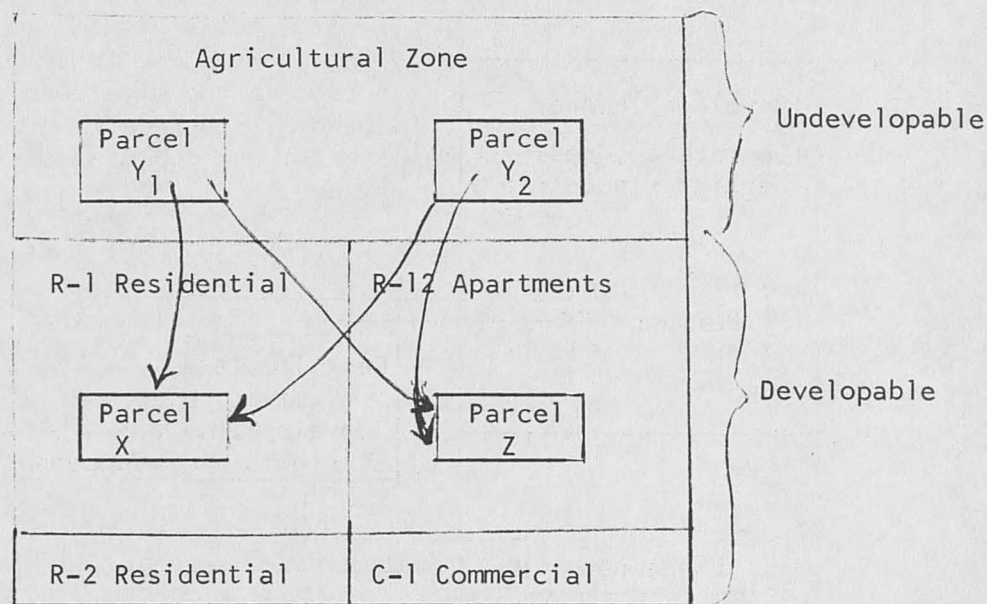 Agricultural Zone
Undevelopable
Parcel
Y1
Parcel
Y2
R-1 Residential
R-12 Apartments
Developable
Parcel
X
Parcel
Z
R-2 Residential
C-1 Commercial